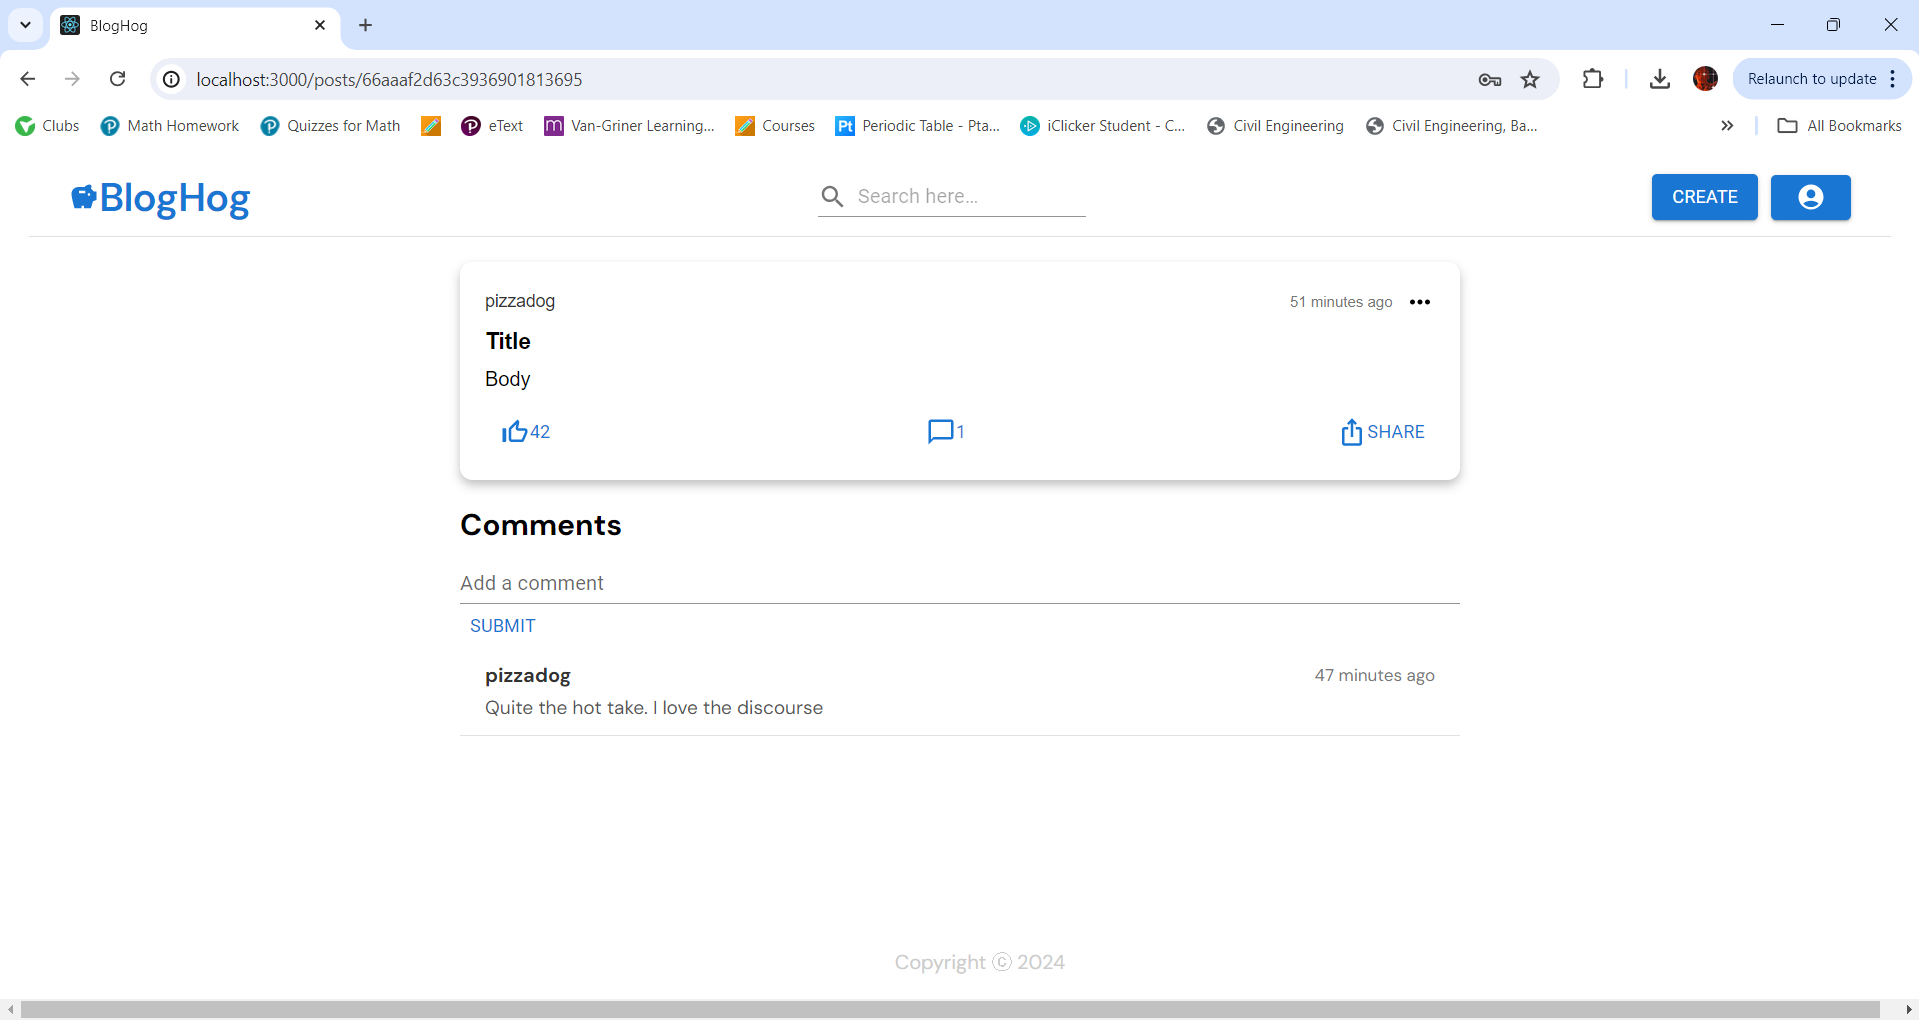 BlogHog
localhost:3000/posts/66aaaf2d63c3936901813695
Relaunch to update
Clubs
Math Homework
Quizzes for Math
eText
Van-Griner Learning...
Courses
Pt
Periodic Table - Pta...
iClicker Student - C...
Civil Engineering
Civil Engineering, Ba...
All Bookmarks
BlogHog
Search here...
CREATE
pizzadog
51 minutes ago
Title
Body
42
1
SHARE
Comments
Add a comment
SUBMIT
pizzadog
47 minutes ago
Quite the hot take. I love the discourse
Copyright © 2024